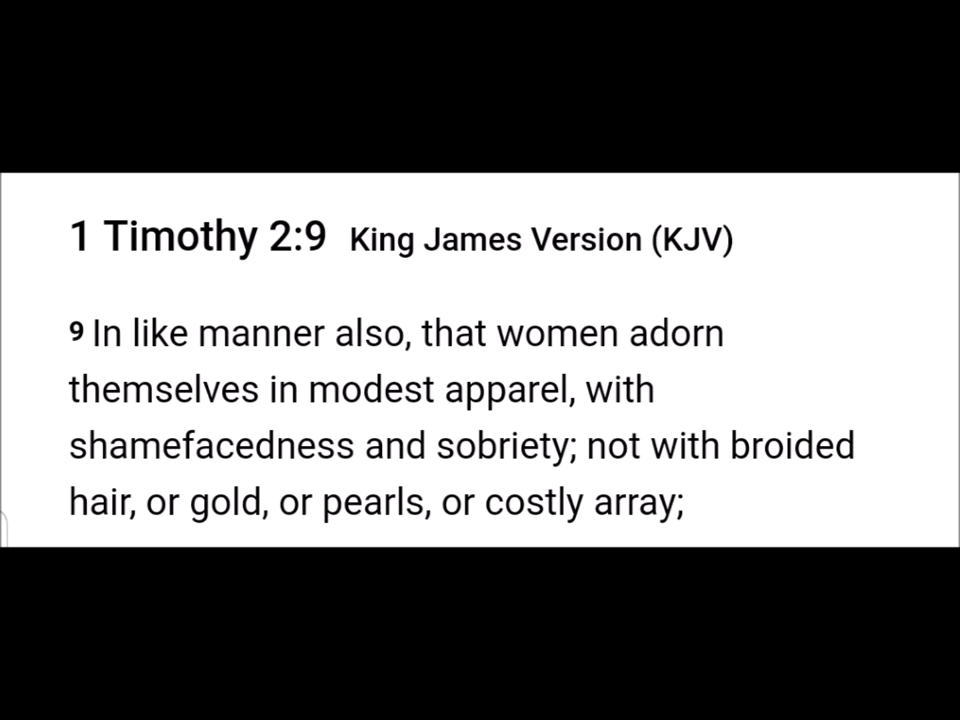 1 Timothy 2:9 King James Version (KJV)
9 In like manner also, that women adorn
themselves in modest apparel, with
shamefacedness and sobriety; not with broided
hair, or gold, or pearls, or costly array;